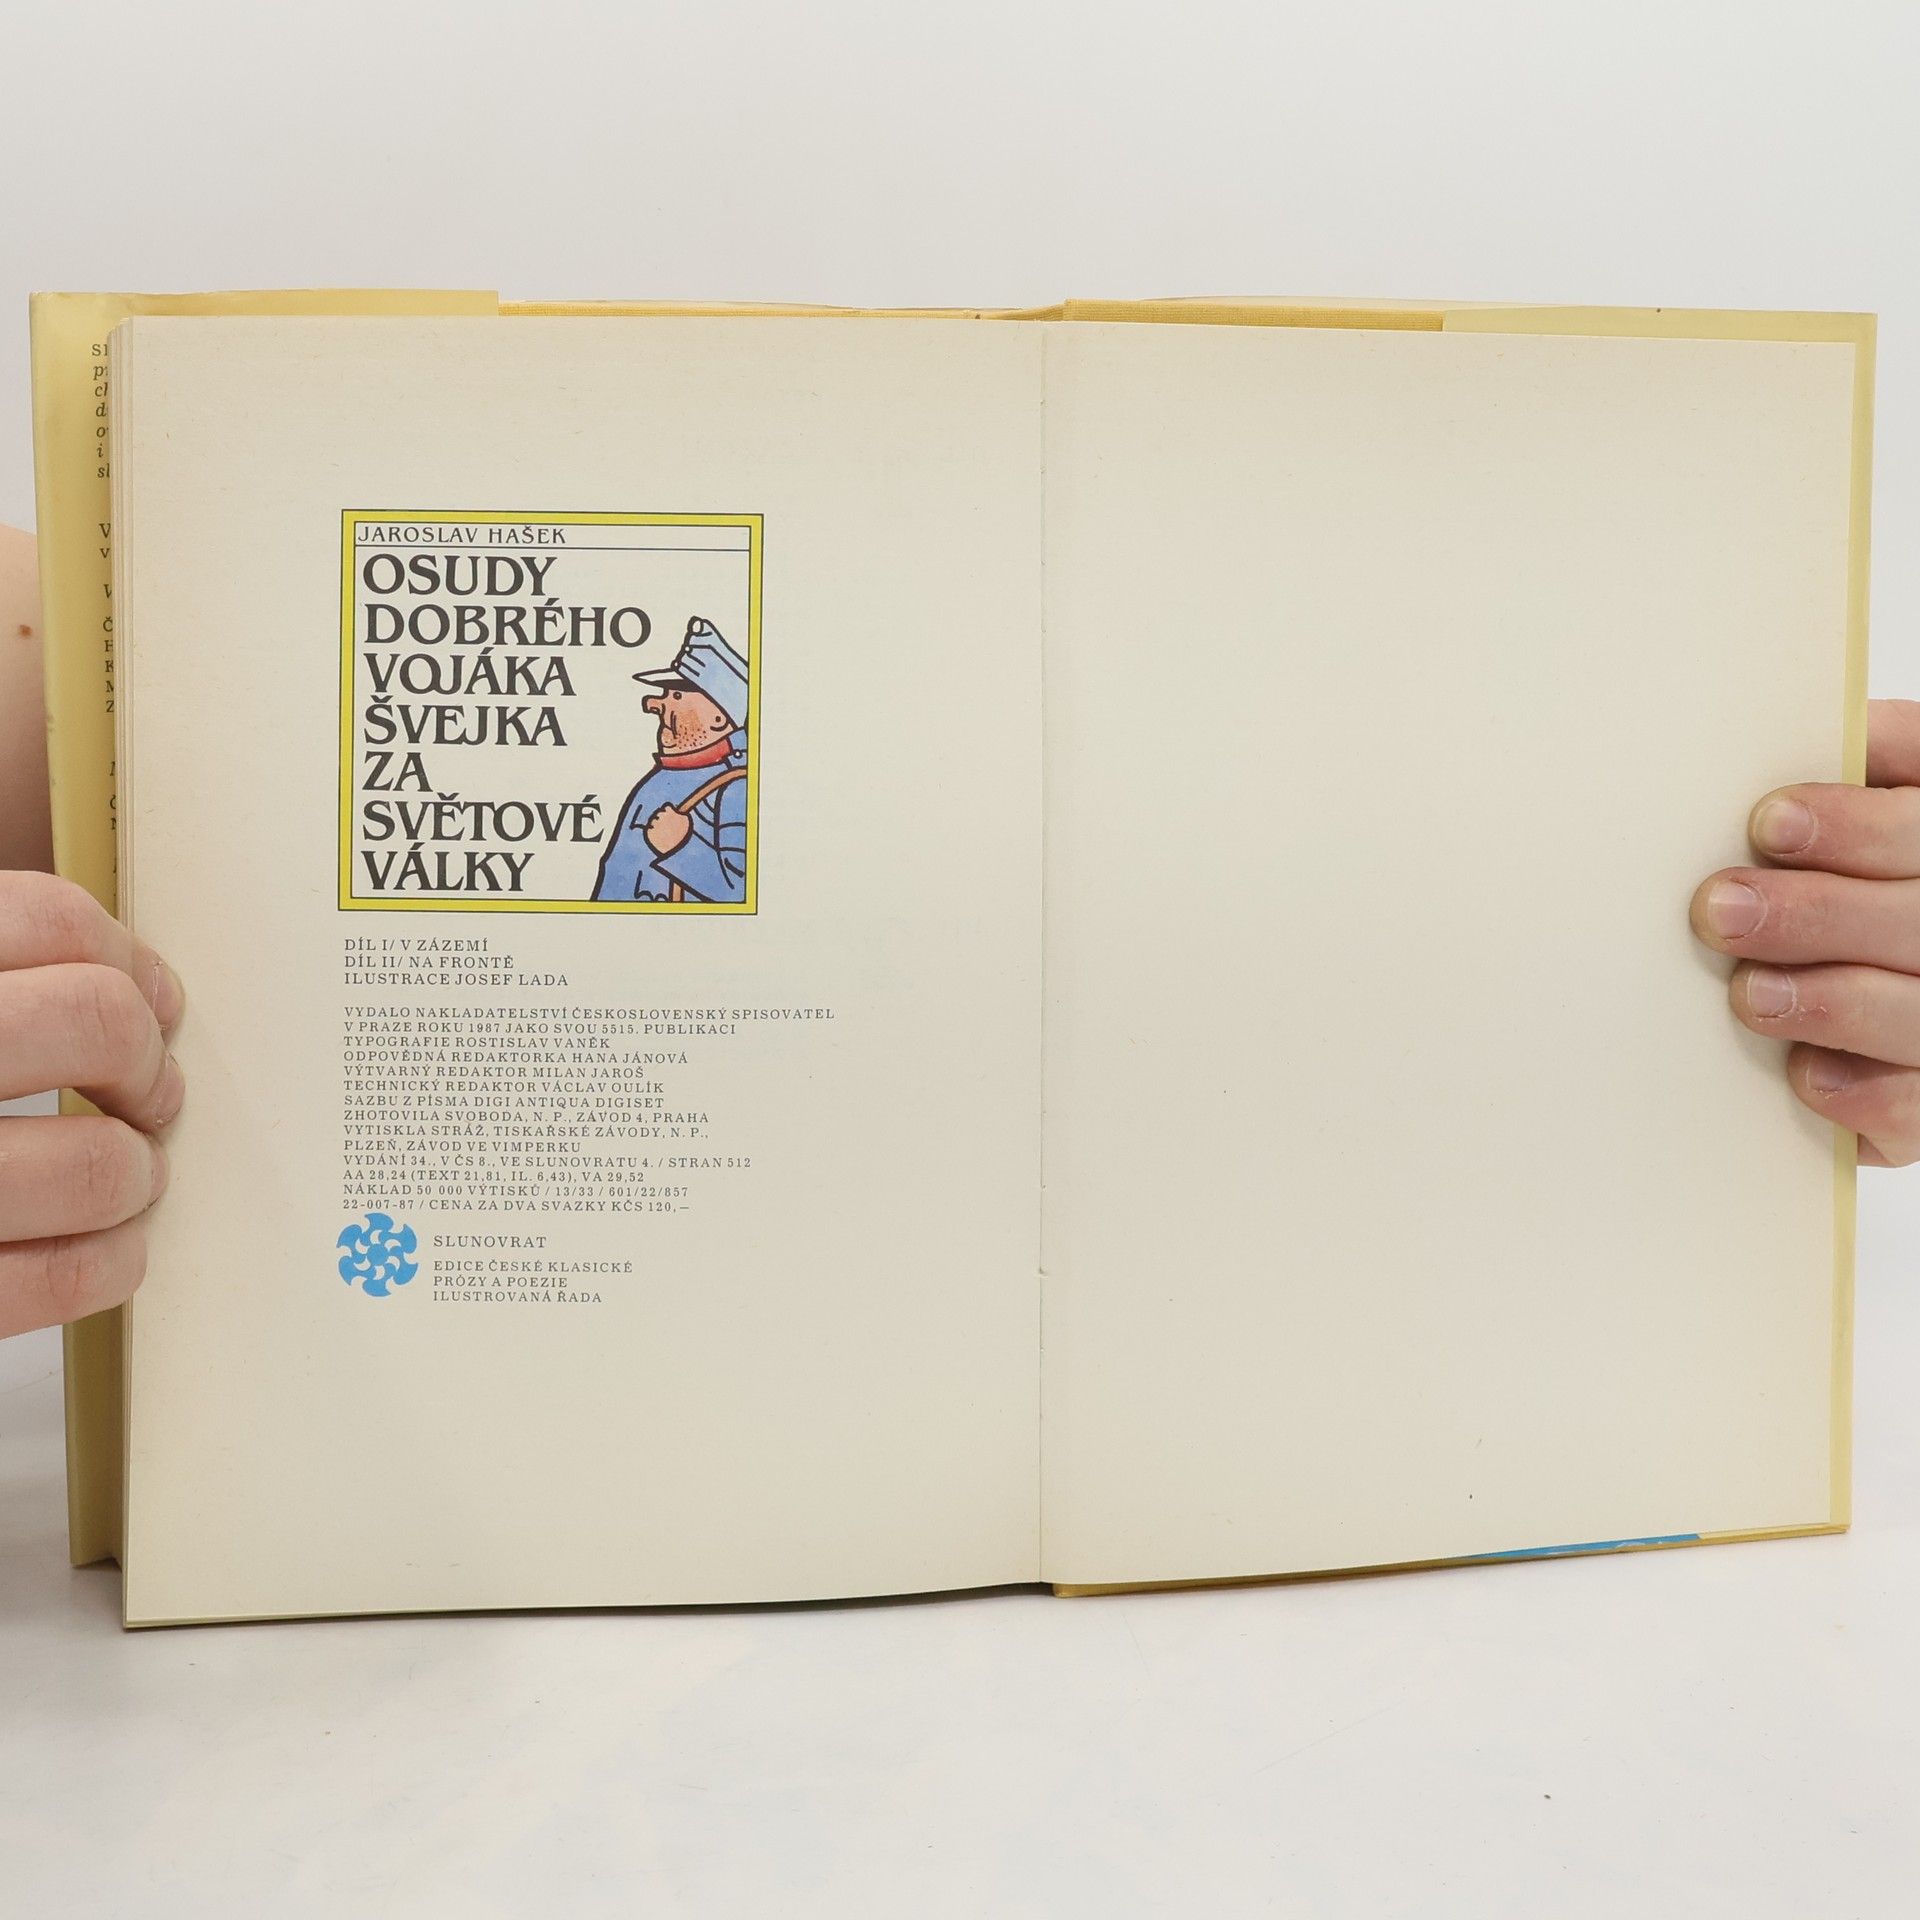 JAROSLAV HAŠEK
OSUDY
DOBRÉHO
VOJÁKA
ŠVEJKA
ZA
SVĚTOVÉ
VÁLKY
DÍL I/ V ZÁZEMÍ
DÍL II/ NA FRONTĚ
ILUSTRACE JOSEF LADA
VYDALO NAKLADATELSTVÍ ČESKOSLOVENSKÝ SPISOVATEL
V PRAZE ROKU 1987 JAKO SVOU 5515. PUBLIKACI
TYPOGRAFIE ROSTISLAV VANĚK
ODPOVĚDNÁ REDAKTORKA HANA JÁNOVÁ
VÝTVARNÝ REDAKTOR MILAN JAROŠ
TECHNICKÝ REDAKTOR VÁCLAV OULÍK
SAZBU Z PÍSMA DIGI ANTIQUA DIGISET
ZHOTOVILA SVOBODA, N. P., ZÁVOD 4, PRAHA
VYTISKLA STRÁŽ, TISKAŘSKÉ ZÁVODY, N. P.,
PLZEŇ, ZÁVOD VE VIMPERKU
VYDÁNÍ 34., V ČS 8., VE SLUNOVRATU 4. / STRAN 512
AA 28,24 (TEXT 21,81, IL. 6,43), VA 29,52
NÁKLAD 50 000 VÝTISKŮ / 13/33 / 601/22/857
22-007-87 / CENA ZA DVA SVAZKY KČS 120,—
SLUNOVRAT
EDICE ČESKÉ KLASICKÉ
PRÓZY A POEZIE
ILUSTROVANÁ ŘADA